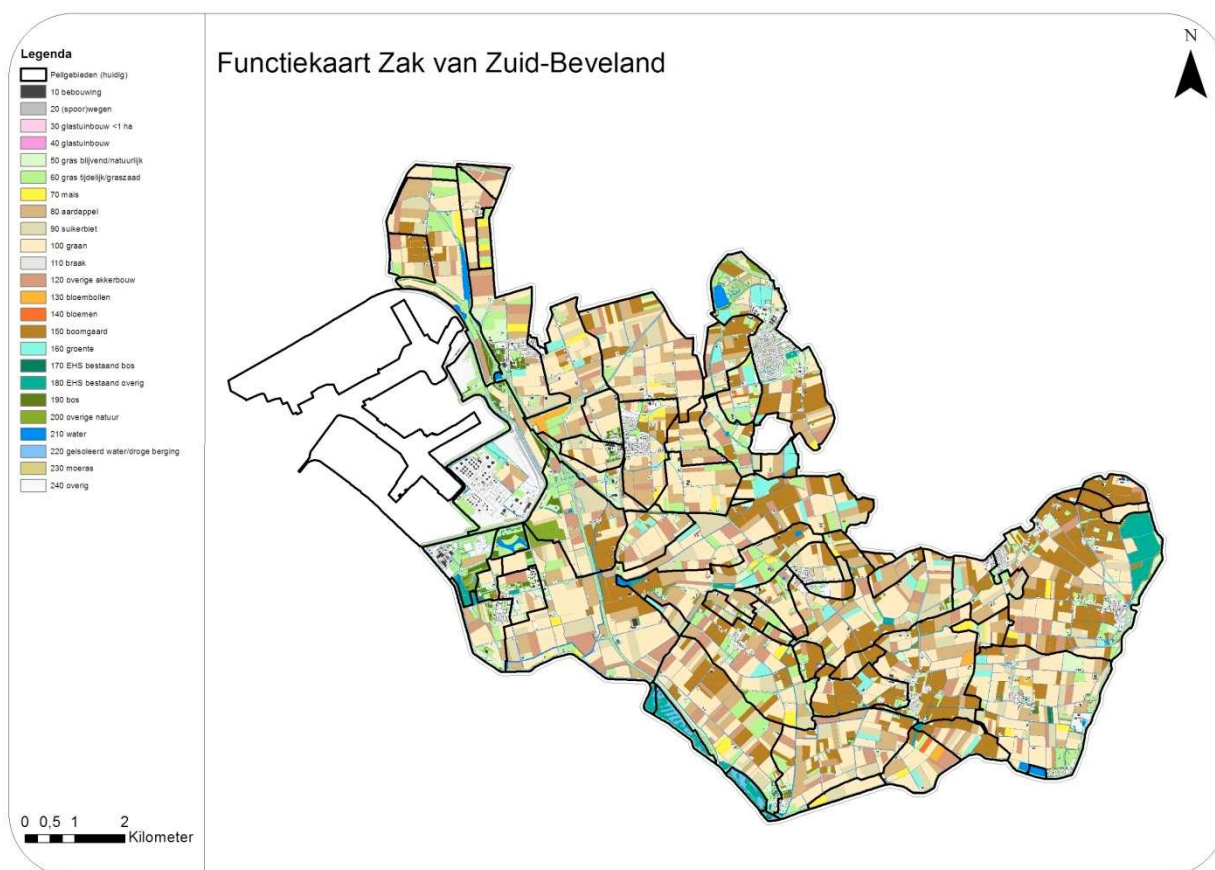 Legenda
Peilgebieden (huidig)
10 bebouwing
20 (spoor)wegen
30 glastuinbouw <1 ha
40 glastuinbouw
50 gras blijvend/natuurlijk
60 gras tijdelijk/graszaad
70 mais
80 aardappel
90 suikerbiet
100 graan
110 braak
120 overige akkerbouw
130 bloembollen
140 bloemen
150 boomgaard
160 groente
170 EHS bestaand bos
180 EHS bestaand overig
190 bos
200 overige natuur
210 water
220 geisoleerd water/droge berging
230 moeras
240 overig
Functiekaart Zak van Zuid-Beveland
N
0 0,5 1 2
Kilometer